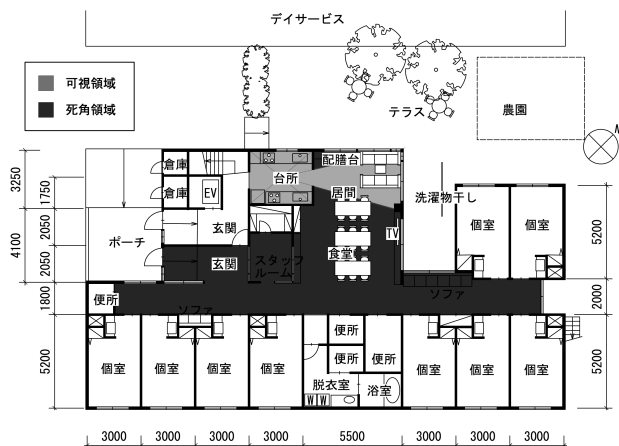 デイサービス
可視領域
死角領域
テラス
農園
N
3250
1750
2050
4100
2050
1800
5200
倉庫
倉庫
EV
台所
配膳台
居間
洗濯物干し
個室
個室
5200
玄関
ポーチ
玄関
スタッフ
ルーム
食堂
TV
ソファ
2000
便所
ソファ
個室
個室
個室
個室
便所
便所
便所
脱衣室
浴室
個室
個室
個室
5200
3000
3000
3000
3000
5500
3000
3000
3000